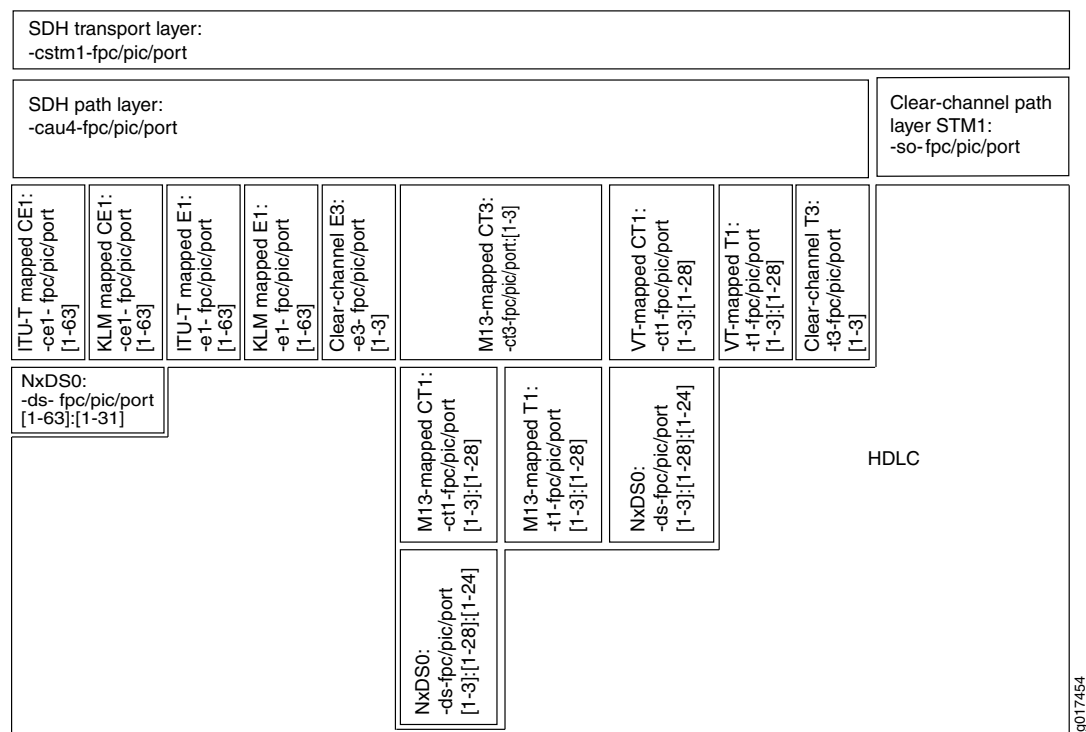 SDH transport layer:
-cstm1-fpc/pic/port
SDH path layer:
-cau4-fpc/pic/port
Clear-channel path
layer STM1:
-so-fpc/pic/port
ITU-T mapped CE1:
-ce1- fpc/pic/port
[1-63]
KLM mapped CE1:
-ce1- fpc/pic/port
[1-63]
ITU-T mapped E1:
-e1- fpc/pic/port
[1-63]
KLM mapped E1:
-e1- fpc/pic/port
[1-63]
Clear-channel E3:
-e3- fpc/pic/port
[1-3]
M13-mapped CT3:
-ct3-fpc/pic/port:[1-3]
VT-mapped CT1:
-ct1-fpc/pic/port
[1-3]:[1-28]
VT-mapped T1:
-t1-fpc/pic/port
[1-3]:[1-28]
Clear-channel T3:
-t3-fpc/pic/port
[1-3]
NxDS0:
-ds- fpc/pic/port
[1-63]:[1-31]
M13-mapped CT1:
-ct1-fpc/pic/port
[1-3]:[1-28]
M13-mapped T1:
-t1-fpc/pic/port
[1-3]:[1-28]
NxDS0:
-ds-fpc/pic/port
[1-3]:[1-28]:[1-24]
HDLC
NxDS0:
-ds-fpc/pic/port
[1-3]:[1-28]:[1-24]
g017454